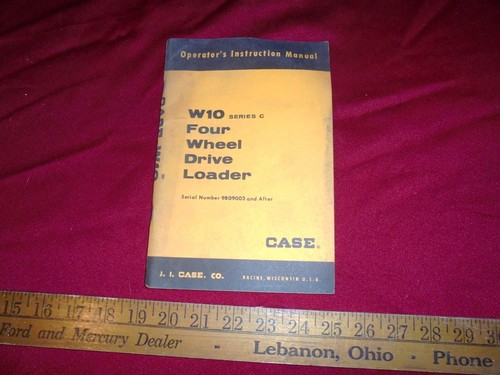 Operator's Instruction Manual
W10 SERIES C
Four
Wheel
Drive
Loader
Serial Number 9809003 and After
CASE
J. I. CASE. CO. RACINE, WISCONSIN U.S.A.
15 16 17 18 19 20 21 22 23 24 25 26 27 28 29 30
Ford and Mercury Dealer - Lebanon, Ohio - Phone